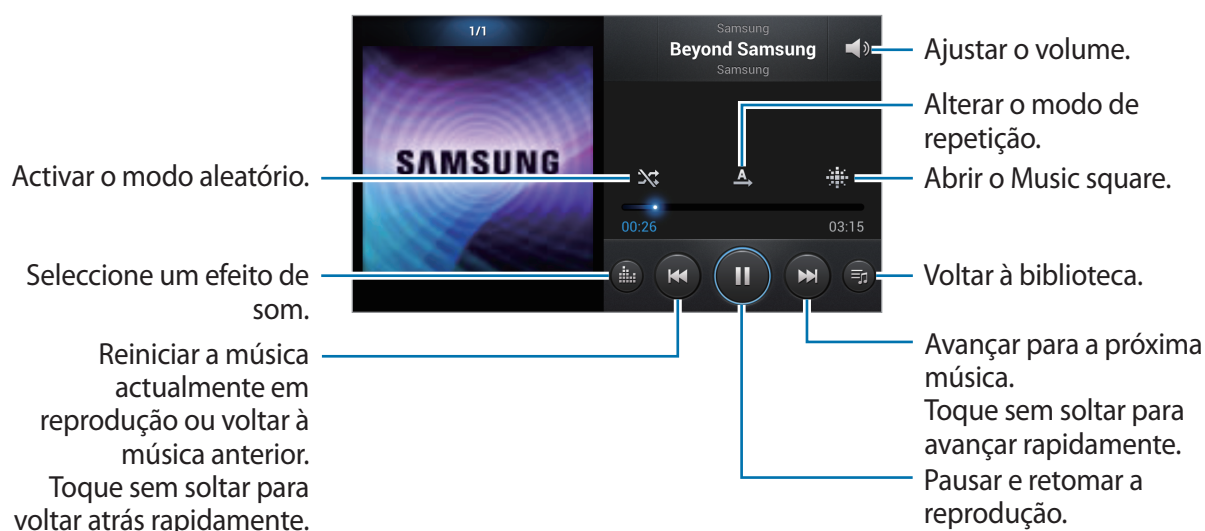 1/1
SAMSUNG
Samsung
Beyond Samsung
Samsung
A
00:26
03:15
Activar o modo aleatório.
Seleccione um efeito de
som.
Reiniciar a música
actualmente em
reprodução ou voltar à
música anterior.
Toque sem soltar para
voltar atrás rapidamente.
Ajustar o volume.
Alterar o modo de
repetição.
Abrir o Music square.
Voltar à biblioteca.
Avançar para a próxima
música.
Toque sem soltar para
avançar rapidamente.
Pausar e retomar a
reprodução.